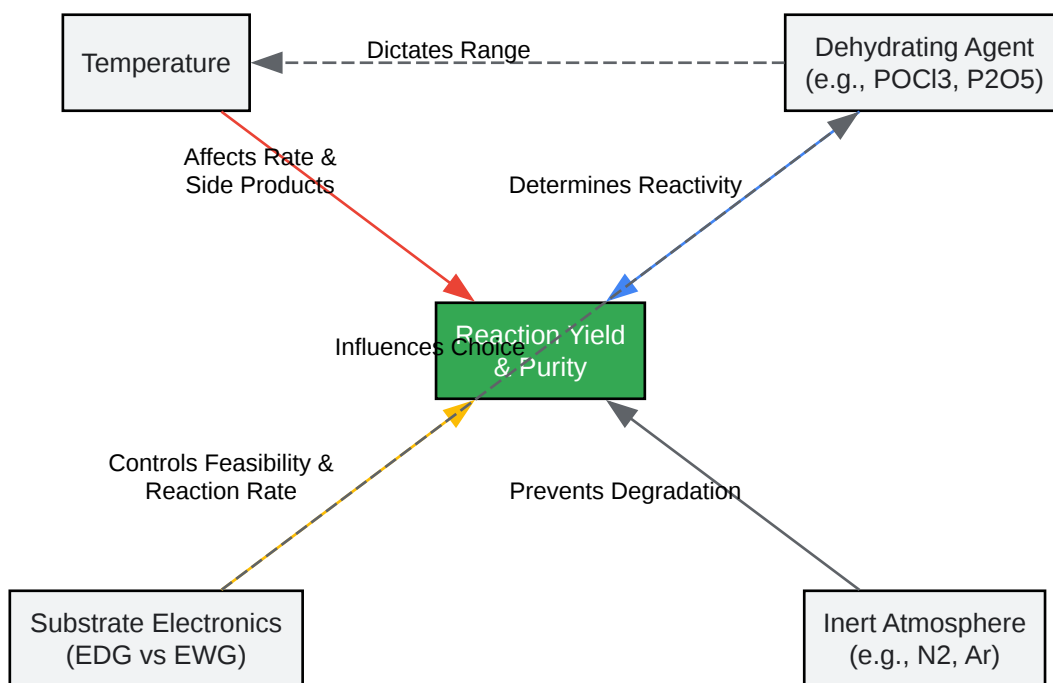 Temperature
Dictates Range
Dehydrating Agent
(e.g., POCl3, P2O5)
Affects Rate &
Side Products
Determines Reactivity
Reaction Yield
& Purity
Influences Choice
Controls Feasibility &
Reaction Rate
Prevents Degradation
Substrate Electronics
(EDG vs EWG)
Inert Atmosphere
(e.g., N2, Ar)